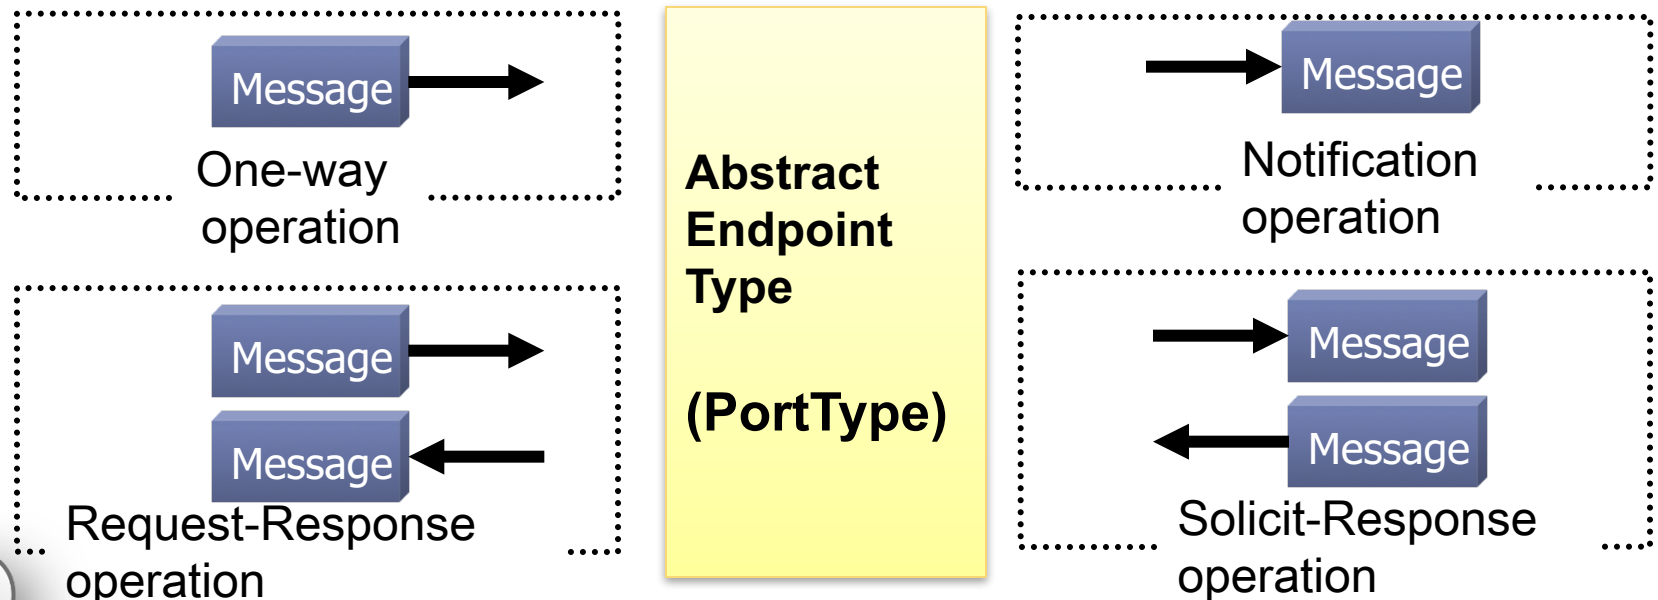 Message
One-way
operation
Message
Message
Request-Response
operation
Abstract
Endpoint
Type
(PortType)
Message
Notification
operation
Message
Message
Solicit-Response
operation